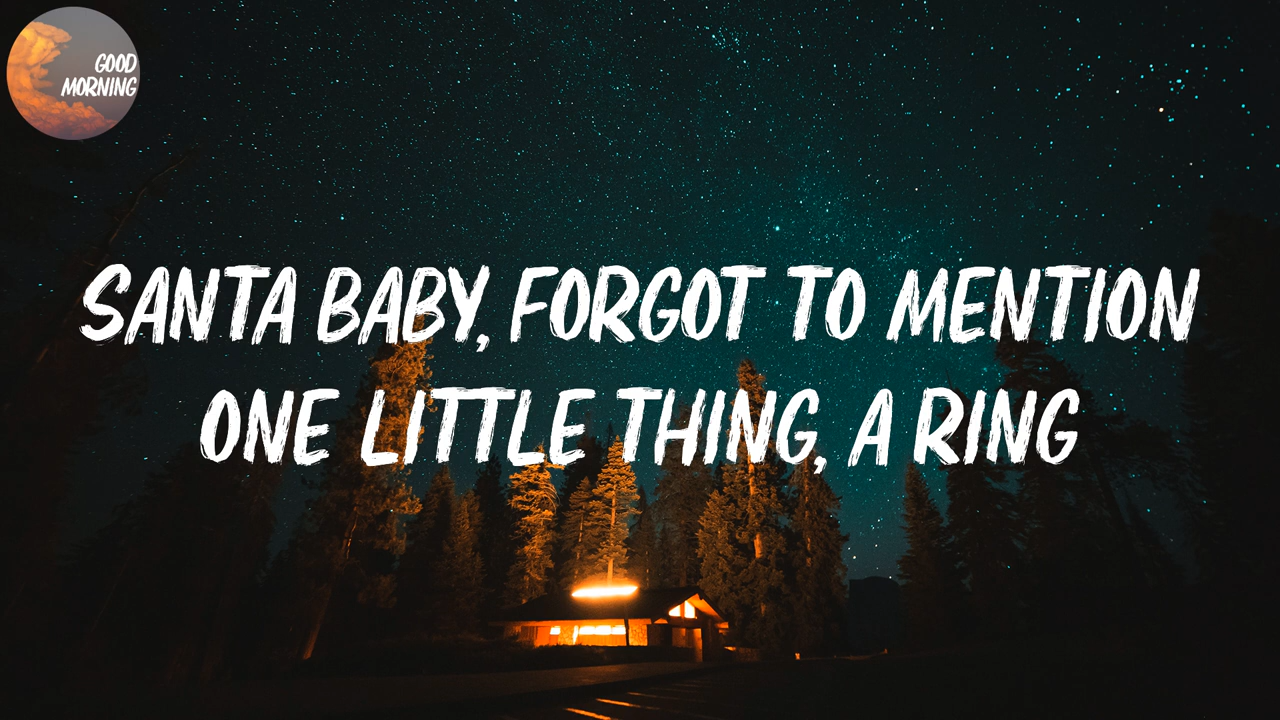 GOOD
MORNING
SANTA BABY, FORGOT TO MENTION
ONE LITTLE THING, A RING